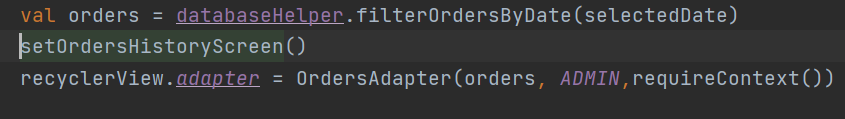 val orders = databaseHelper.filterOrdersByDate(selectedDate)
setOrdersHistoryScreen()
recyclerView.adapter = OrdersAdapter(orders, ADMIN,requireContext())